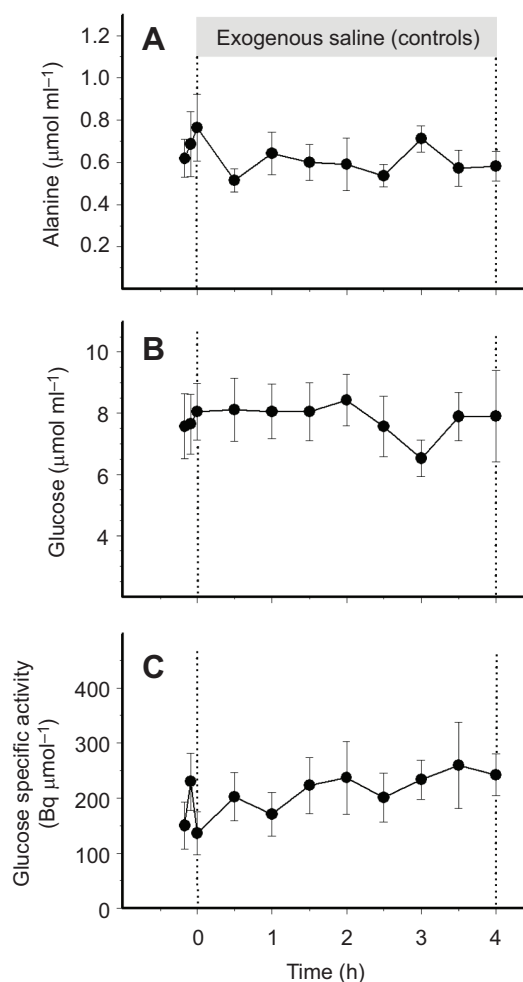 Exogenous saline (controls)
A
Alanine (µmol ml⁻¹)
1.2
1.0
0.8
0.6
0.4
0.2
B
Glucose (µmol ml⁻¹)
10
8
6
4
C
Glucose specific activity
(Bq µmol⁻¹)
400
300
200
100
0
0 1 2 3 4
Time (h)